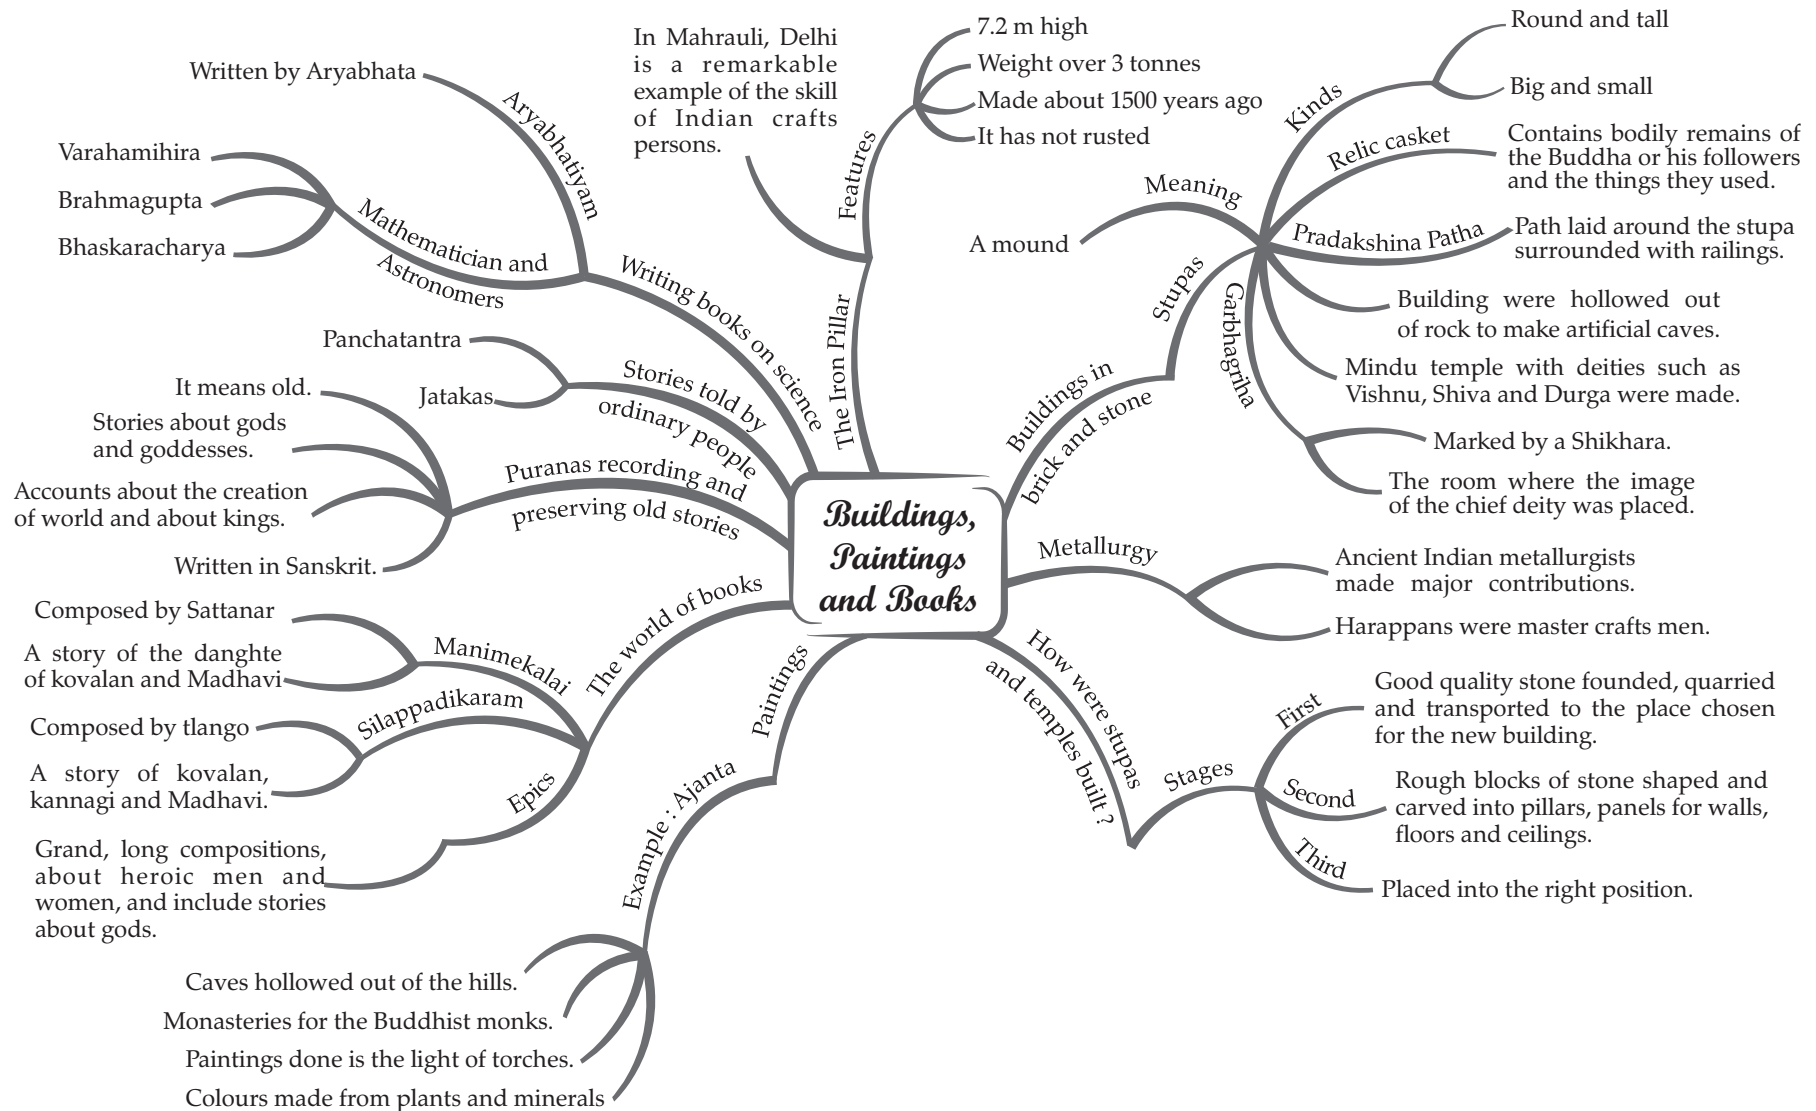 Buildings,
Paintings
and Books
The Iron Pillar
In Mahrauli, Delhi
is a remarkable
example of the skill
of Indian crafts
persons.
Features
7.2 m high
Weight over 3 tonnes
Made about 1500 years ago
It has not rusted
Buildings in
brick and stone
Stupas
Meaning
A mound
Kinds
Round and tall
Big and small
Relic casket
Contains bodily remains of
the Buddha or his followers
and the things they used.
Pradakshina Patha
Path laid around the stupa
surrounded with railings.
Building were hollowed out
of rock to make artificial caves.
Mindu temple with deities such as
Vishnu, Shiva and Durga were made.
Garbhagriha
Marked by a Shikhara.
The room where the image
of the chief deity was placed.
Metallurgy
Ancient Indian metallurgists
made major contributions.
Harappans were master crafts men.
How were stupas
and temples built ?
Stages
First
Good quality stone founded, quarried
and transported to the place chosen
for the new building.
Second
Rough blocks of stone shaped and
carved into pillars, panels for walls,
floors and ceilings.
Third
Placed into the right position.
Paintings
Example : Ajanta
Caves hollowed out of the hills.
Monasteries for the Buddhist monks.
Paintings done is the light of torches.
Colours made from plants and minerals
The world of books
Manimekalai
Composed by Sattanar
A story of the danghte
of kovalan and Madhavi
Silappadikaram
Composed by tlango
A story of kovalan,
kannagi and Madhavi.
Epics
Grand, long compositions,
about heroic men and
women, and include stories
about gods.
Puranas recording and
preserving old stories
It means old.
Stories about gods
and goddesses.
Accounts about the creation
of world and about kings.
Written in Sanskrit.
Stories told by
ordinary people
Panchatantra
Jatakas
Writing books on science
Aryabhatiyam
Written by Aryabhata
Mathematician and
Astronomers
Varahamihira
Brahmagupta
Bhaskaracharya